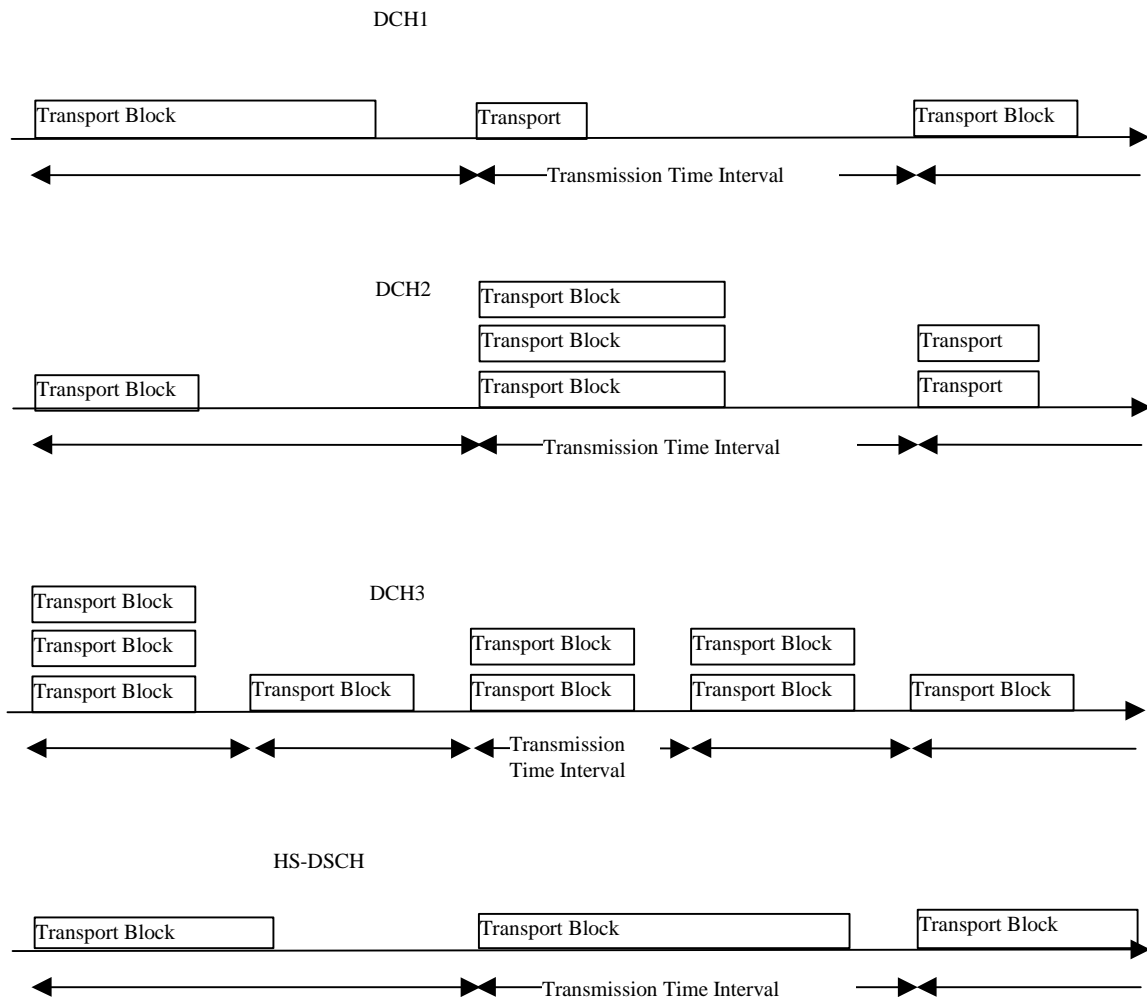 DCH1
Transport Block
Transport
Transport Block
Transmission Time Interval
DCH2
Transport Block
Transport Block
Transport
Transport Block
Transport Block
Transport
Transmission Time Interval
Transport Block
DCH3
Transport Block
Transport Block
Transport Block
Transport Block
Transport Block
Transport Block
Transport Block
Transport Block
Transport Block
Transmission
Time Interval
HS-DSCH
Transport Block
Transport Block
Transport Block
Transmission Time Interval